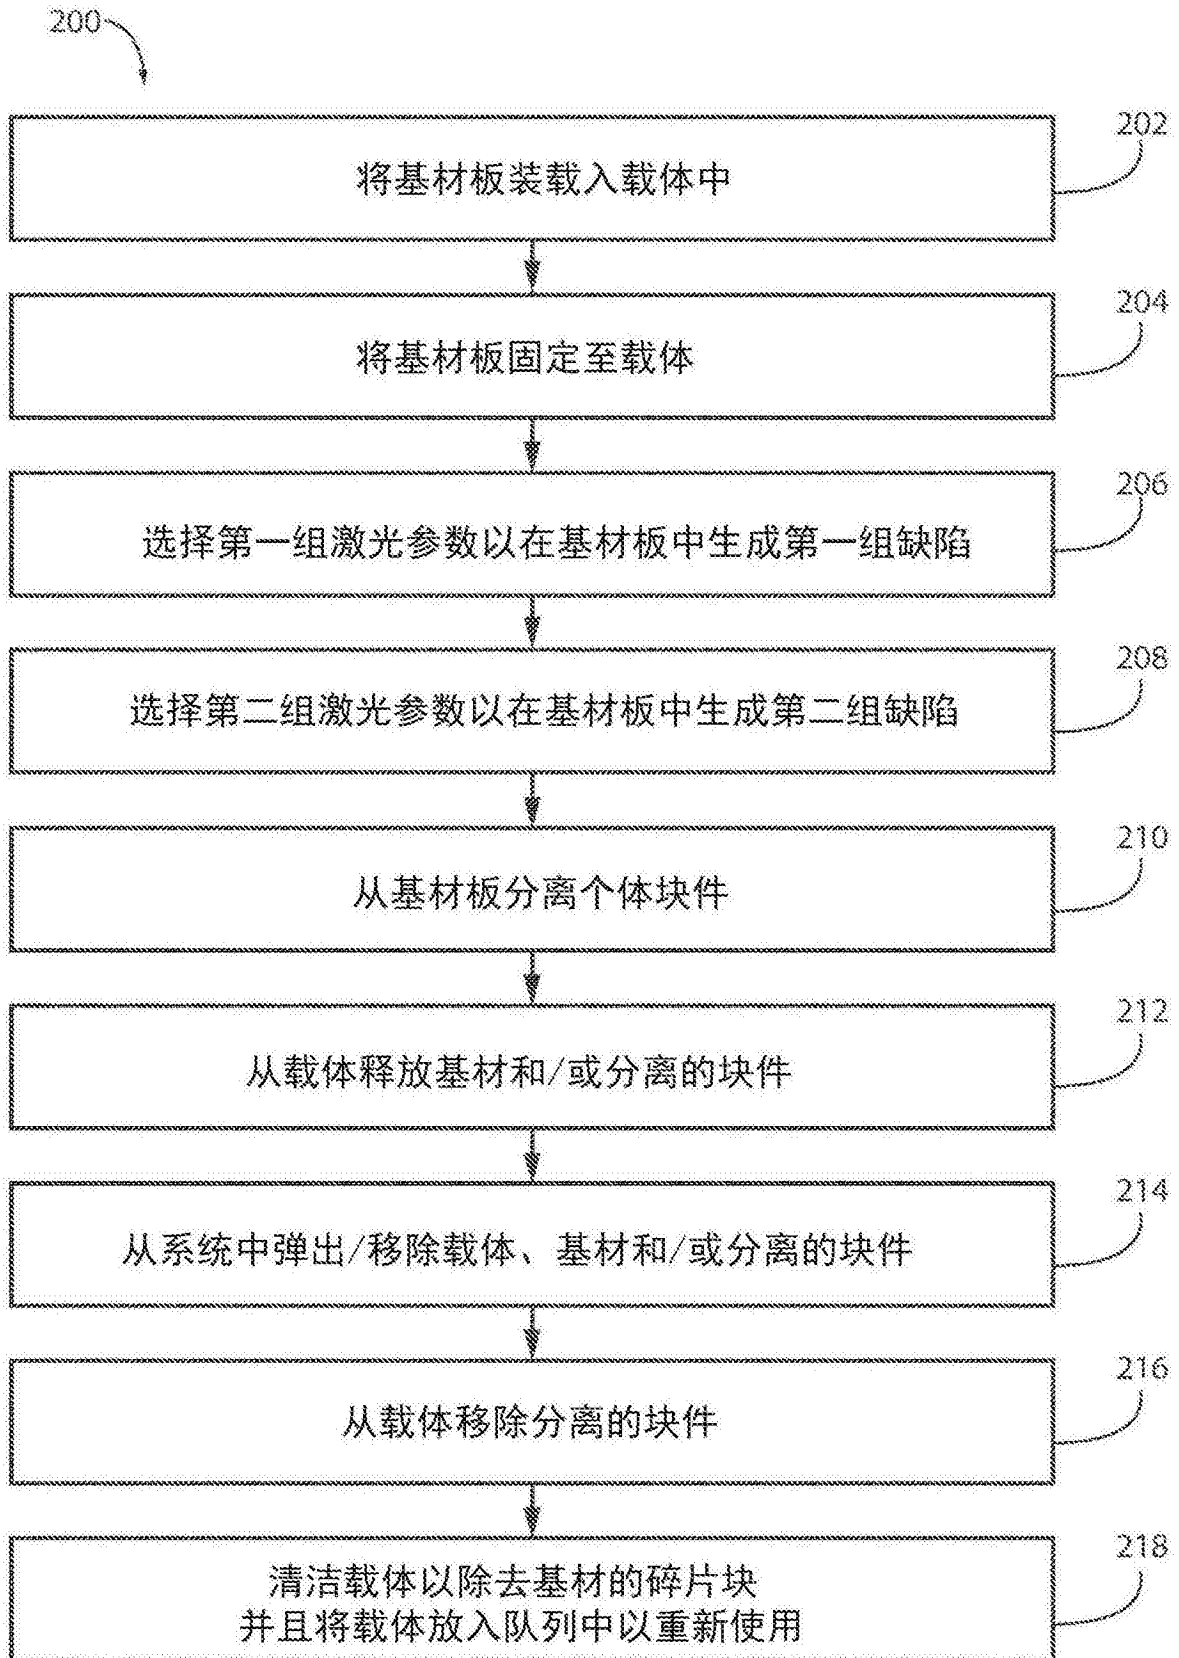 200
202
将基材板装载入载体中
204
将基材板固定至载体
206
选择第一组激光参数以在基材板中生成第一组缺陷
208
选择第二组激光参数以在基材板中生成第二组缺陷
210
从基材板分离个体块件
212
从载体释放基材和/或分离的块件
214
从系统中弹出/移除载体、基材和/或分离的块件
216
从载体移除分离的块件
218
清洁载体以除去基材的碎片块
并且将载体放入队列中以重新使用